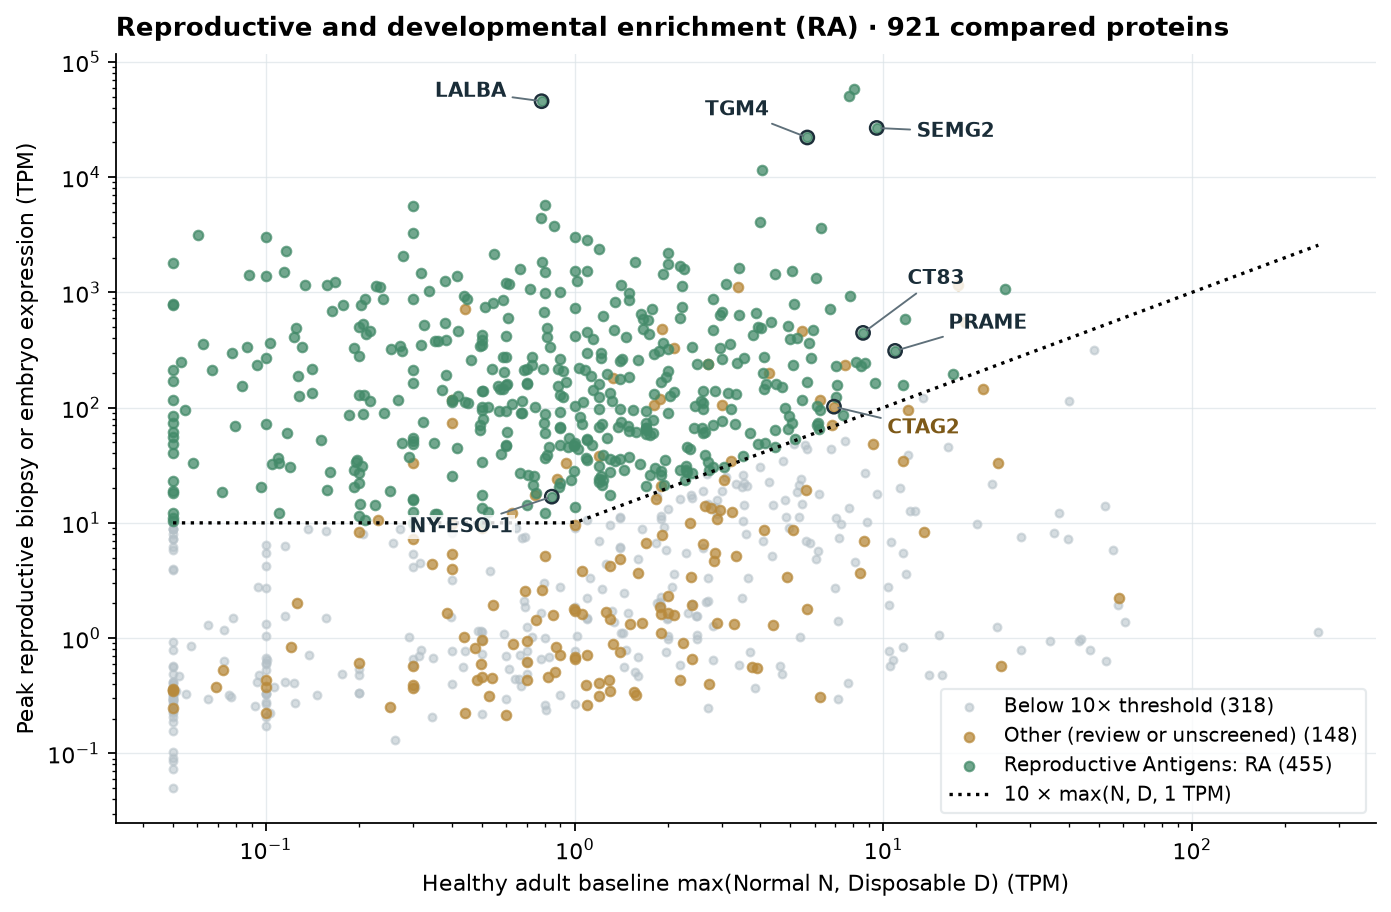 Reproductive and developmental enrichment (RA) · 921 compared proteins
Peak reproductive biopsy or embryo expression (TPM)
10⁵
10⁴
10³
10²
10¹
10⁰
10⁻¹
LALBA
TGM4
SEMG2
CT83
PRAME
CTAG2
NY-ESO-1
Below 10× threshold (318)
Other (review or unscreened) (148)
Reproductive Antigens: RA (455)
10 × max(N, D, 1 TPM)
10⁻¹
10⁰
10¹
10²
Healthy adult baseline max(Normal N, Disposable D) (TPM)